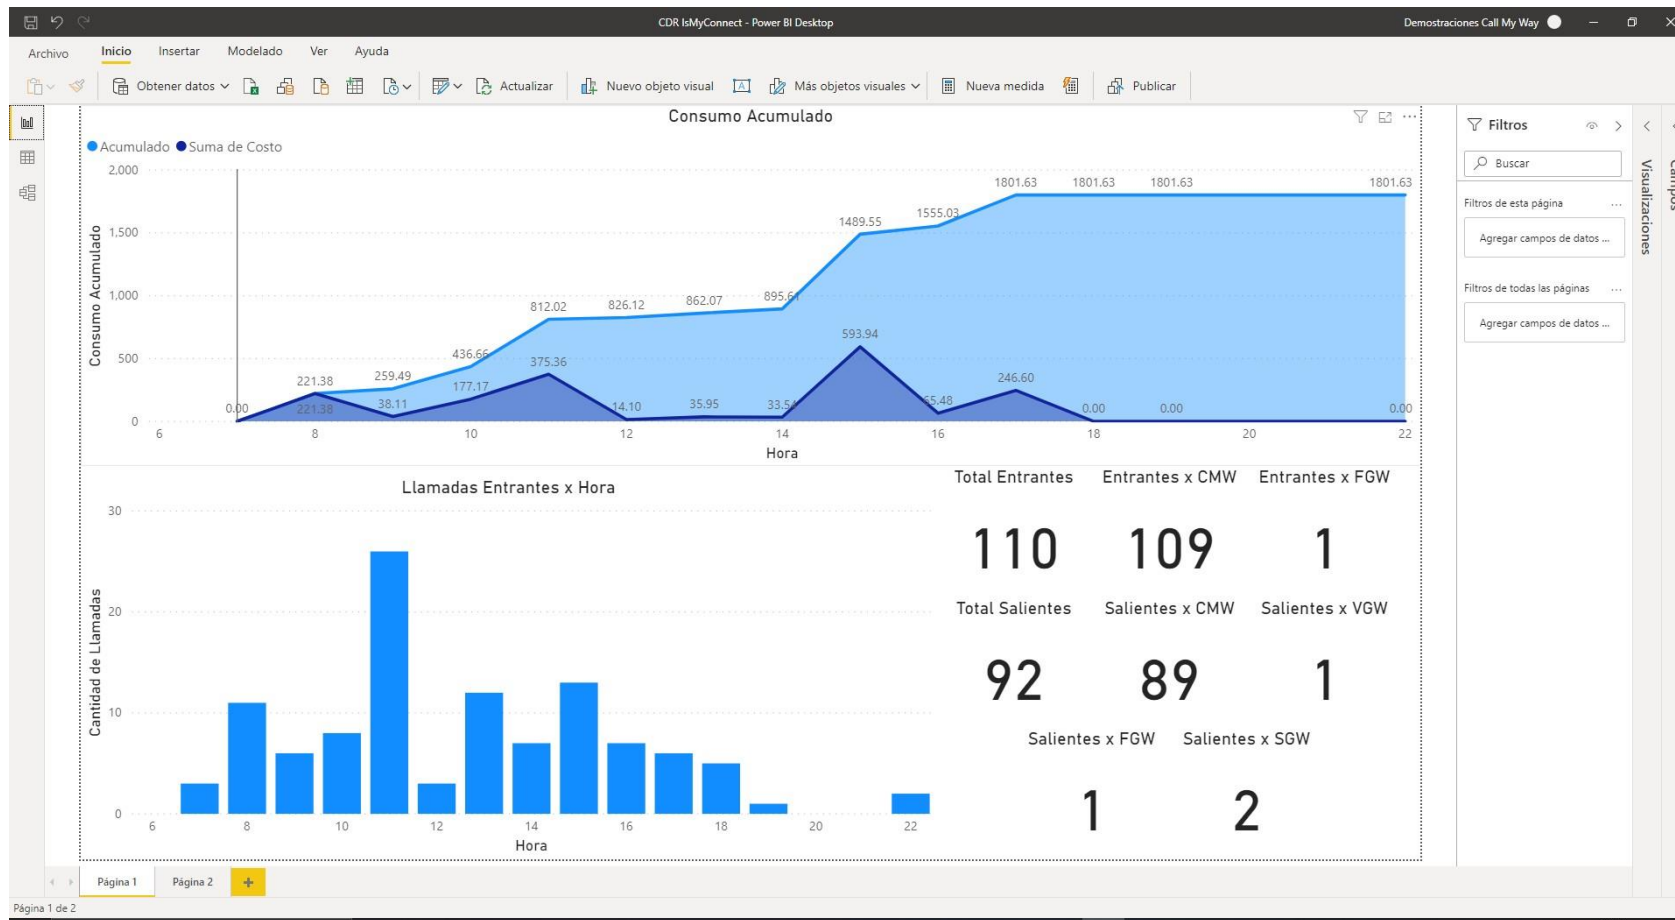 CDR IsMyConnect - Power BI Desktop
Demostraciones Call My Way
Archivo Inicio Insertar Modelado Ver Ayuda
Obtener datos Actualizar Nuevo objeto visual Más objetos visuales Nueva medida Publicar
Consumo Acumulado
Acumulado Suma de Costo
Consumo Acumulado
2,000
1,500
1,000
500
0
0.00 221.38 259.49 436.66 812.02 826.12 862.07 895.61 1489.55 1555.03 1801.63 1801.63 1801.63 1801.63
221.38 38.11 177.17 375.36 14.10 35.95 33.54 593.94 65.48 246.60 0.00 0.00 0.00
6 8 10 12 14 16 18 20 22
Hora
Llamadas Entrantes x Hora
Cantidad de Llamadas
30
20
10
0
6 8 10 12 14 16 18 20 22
Hora
Total Entrantes Entrantes x CMW Entrantes x FGW
110 109 1
Total Salientes Salientes x CMW Salientes x VGW
92 89 1
Salientes x FGW Salientes x SGW
1 2
Filtros
Buscar
Filtros de esta página ...
Agregar campos de datos ...
Filtros de todas las páginas ...
Agregar campos de datos ...
Visualizaciones
Campos
Página 1 Página 2
Página 1 de 2